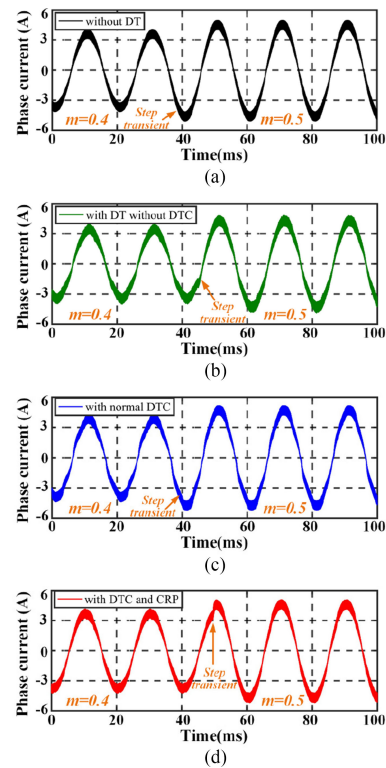 6
3
0
-3
-6
Phase current (A)
without DT
m=0.4
Step
transient
m=0.5
0 20 40 60 80 100
Time(ms)
(a)
6
3
0
-3
-6
Phase current (A)
with DT without DTC
m=0.4
Step
transient
m=0.5
0 20 40 60 80 100
Time(ms)
(b)
6
3
0
-3
-6
Phase current (A)
with normal DTC
m=0.4
Step
transient
m=0.5
0 20 40 60 80 100
Time(ms)
(c)
6
3
0
-3
-6
Phase current (A)
with DTC and CRP
m=0.4
Step
transient
m=0.5
0 20 40 60 80 100
Time(ms)
(d)